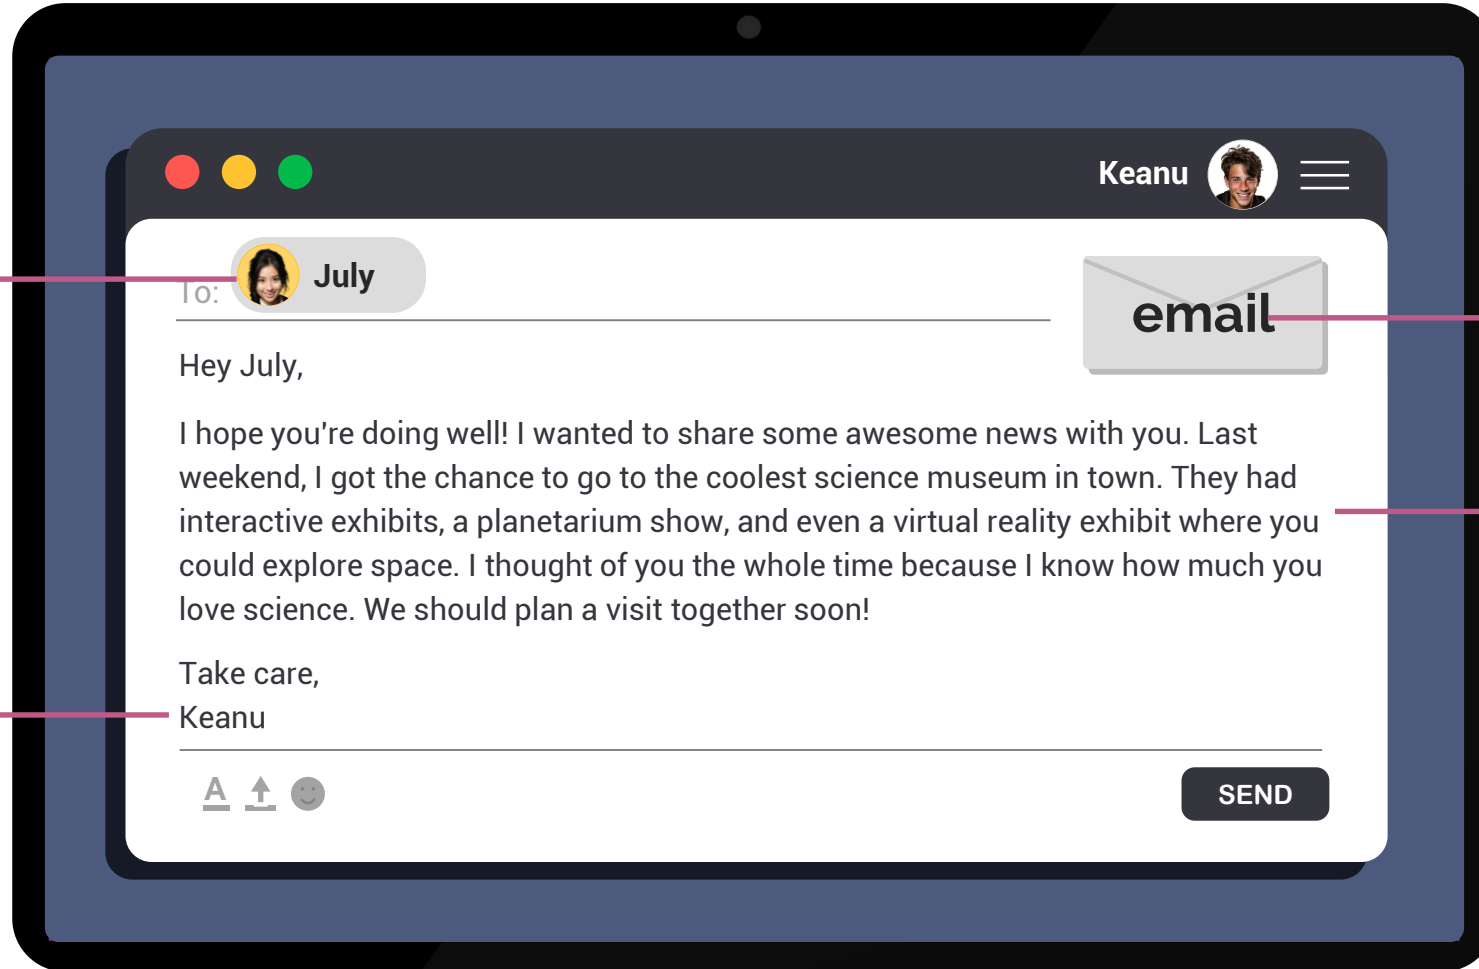 Keanu
To: July
email
Hey July,
I hope you're doing well! I wanted to share some awesome news with you. Last
weekend, I got the chance to go to the coolest science museum in town. They had
interactive exhibits, a planetarium show, and even a virtual reality exhibit where you
could explore space. I thought of you the whole time because I know how much you
love science. We should plan a visit together soon!
Take care,
Keanu
A
SEND